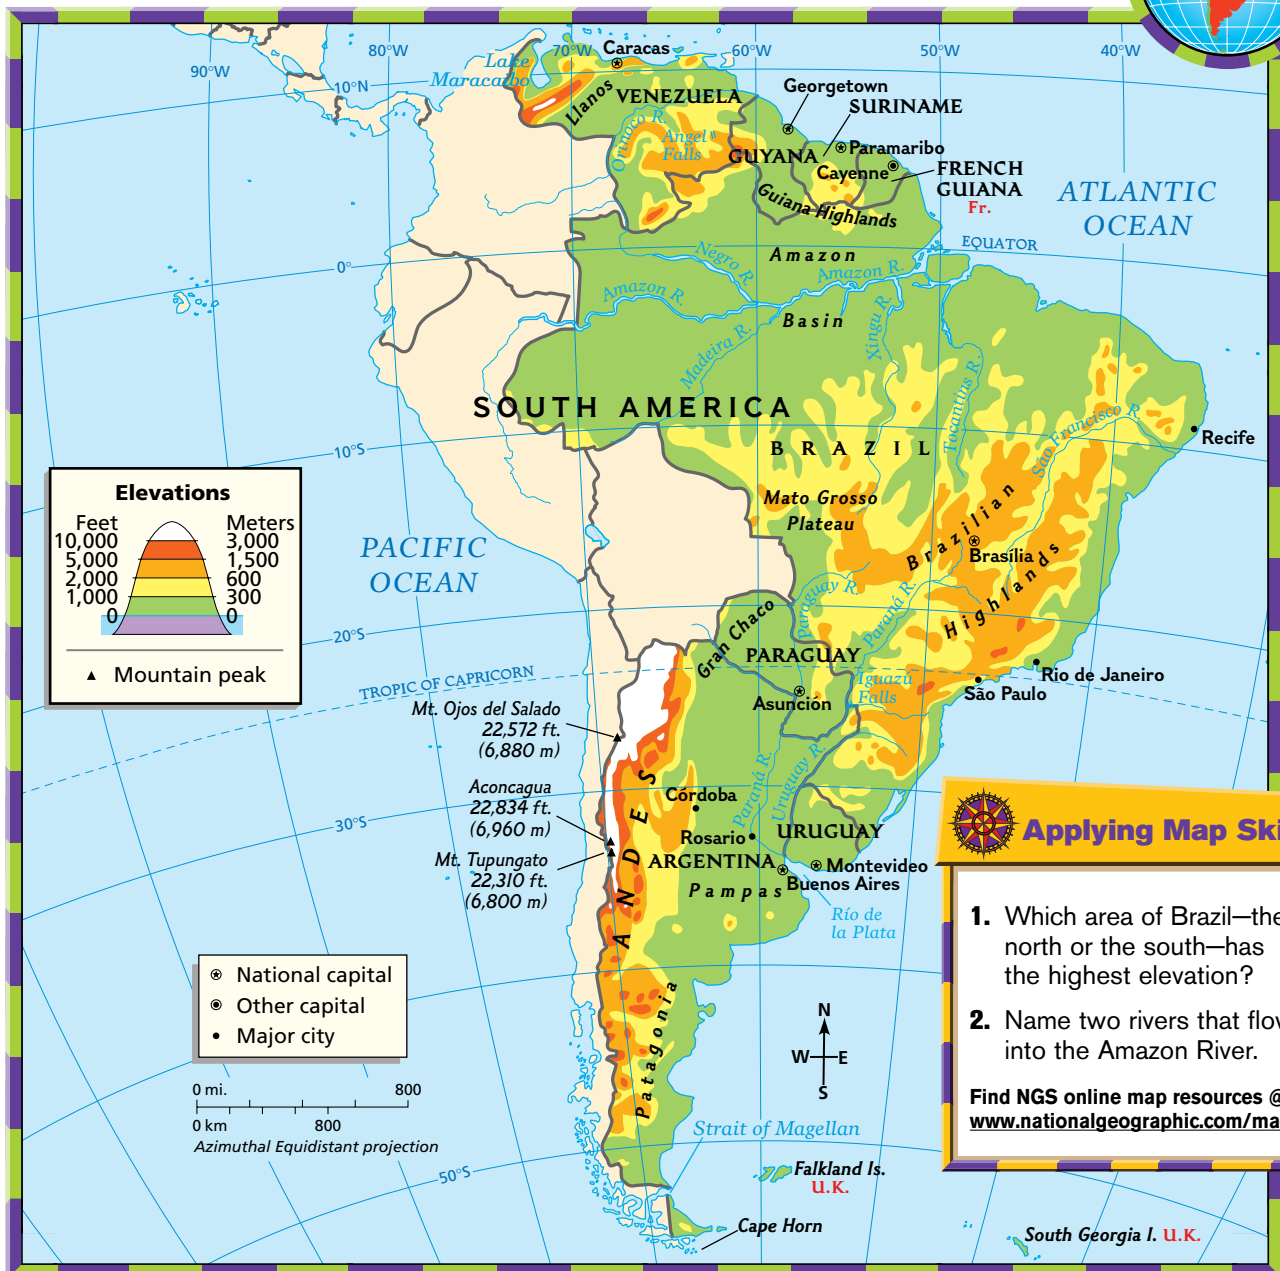 90°W
80°W
70°W
60°W
50°W
40°W
10°N
0°
10°S
20°S
30°S
50°S
Lake
Maracaibo
Caracas
Llanos
VENEZUELA
Georgetown
SURINAME
Orinoco R.
Angel
Falls
GUYANA
Paramaribo
Cayenne
FRENCH
GUIANA
Fr.
Guiana Highlands
ATLANTIC
OCEAN
EQUATOR
Negro R.
Amazon
Amazon R.
Amazon R.
Basin
Madeira R.
Xingu R.
Tocantins R.
São Francisco R.
SOUTH AMERICA
BRAZIL
Recife
Mato Grosso
Plateau
Brazilian
Highlands
Brasília
PACIFIC
OCEAN
Elevations
Feet Meters
10,000 3,000
5,000 1,500
2,000 600
1,000 300
0 0
Mountain peak
Paraguay R.
Paraná R.
Gran Chaco
PARAGUAY
Asunción
Iguazú
Falls
Rio de Janeiro
São Paulo
TROPIC OF CAPRICORN
Mt. Ojos del Salado
22,572 ft.
(6,880 m)
Aconcagua
22,834 ft.
(6,960 m)
Mt. Tupungato
22,310 ft.
(6,800 m)
ANDES
Córdoba
Paraná R.
Uruguay R.
Rosario
URUGUAY
ARGENTINA
Montevideo
Pampas
Buenos Aires
Río de
la Plata
Patagonia
National capital
Other capital
Major city
0 mi. 800
0 km 800
Azimuthal Equidistant projection
N
W E
S
Strait of Magellan
Falkland Is.
U.K.
Cape Horn
South Georgia I. U.K.
Applying Map Ski
1. Which area of Brazil—the
north or the south—has
the highest elevation?
2. Name two rivers that flow
into the Amazon River.
Find NGS online map resources @
www.nationalgeographic.com/ma